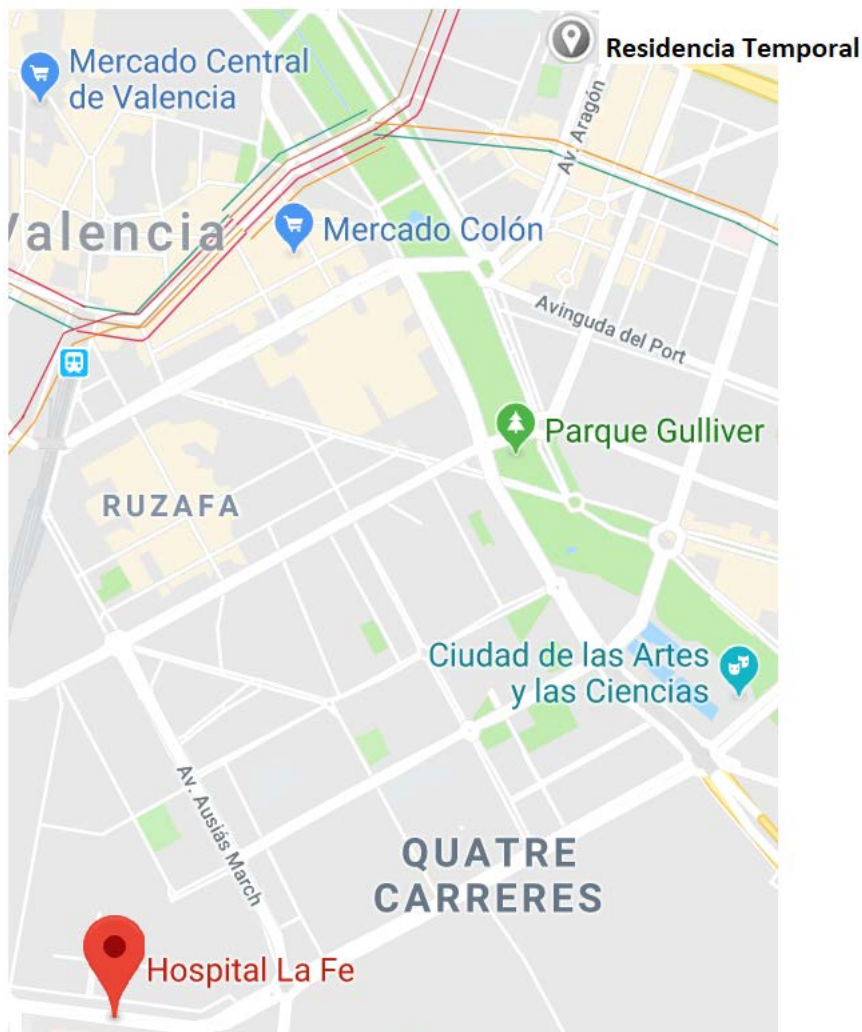 Residencia Temporal
Mercado Central
de Valencia
Av. Aragón
Valencia
Mercado Colón
Avinguda del Port
Parque Gulliver
RUZAFA
Ciudad de las Artes
y las Ciencias
Av. Ausiás March
QUATRE
CARRERES
Hospital La Fe